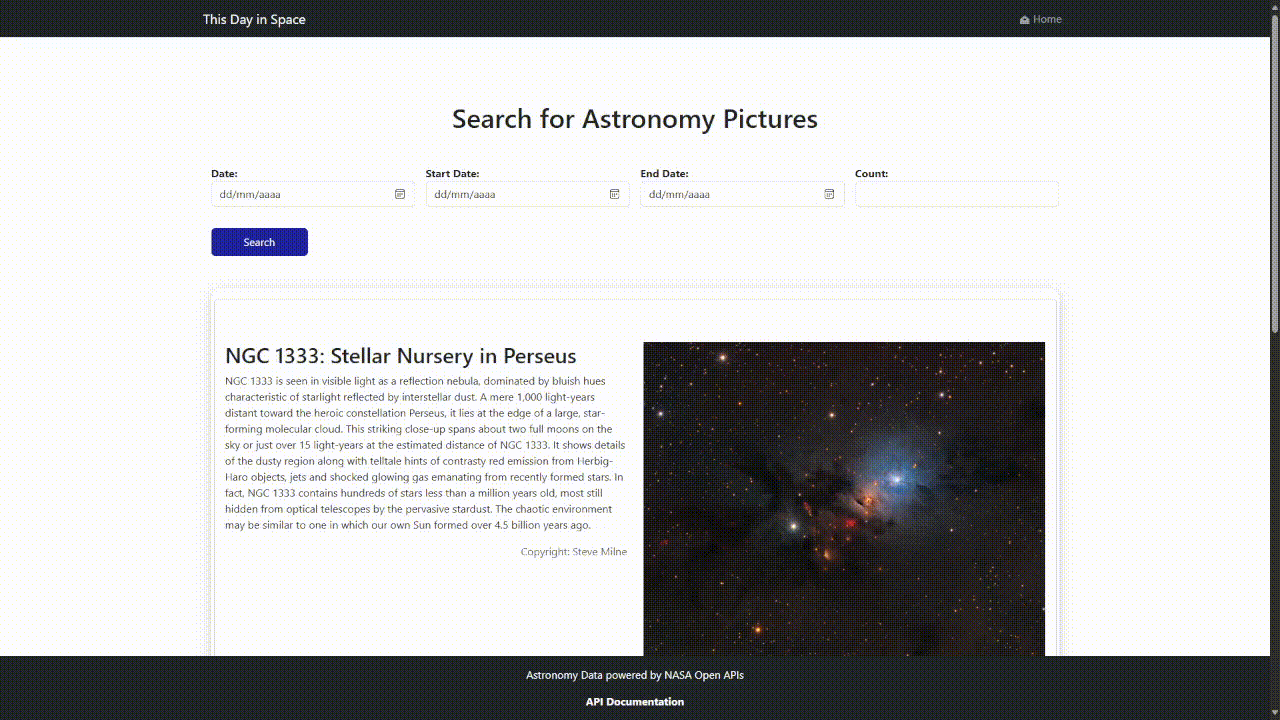 This Day in Space
Home
Search for Astronomy Pictures
Date:
Start Date:
End Date:
Count:
dd/mm/aaaa
dd/mm/aaaa
dd/mm/aaaa
Search
NGC 1333: Stellar Nursery in Perseus
NGC 1333 is seen in visible light as a reflection nebula, dominated by bluish hues
characteristic of starlight reflected by interstellar dust. A mere 1,000 light-years
distant toward the heroic constellation Perseus, it lies at the edge of a large, star-
forming molecular cloud. This striking close-up spans about two full moons on the
sky or just over 15 light-years at the estimated distance of NGC 1333. It shows details
of the dusty region along with telltale hints of contrasty red emission from Herbig-
Haro objects, jets and shocked glowing gas emanating from recently formed stars. In
fact, NGC 1333 contains hundreds of stars less than a million years old, most still
hidden from optical telescopes by the pervasive stardust. The chaotic environment
may be similar to one in which our own Sun formed over 4.5 billion years ago.
Copyright: Steve Milne
Astronomy Data powered by NASA Open APIs
API Documentation